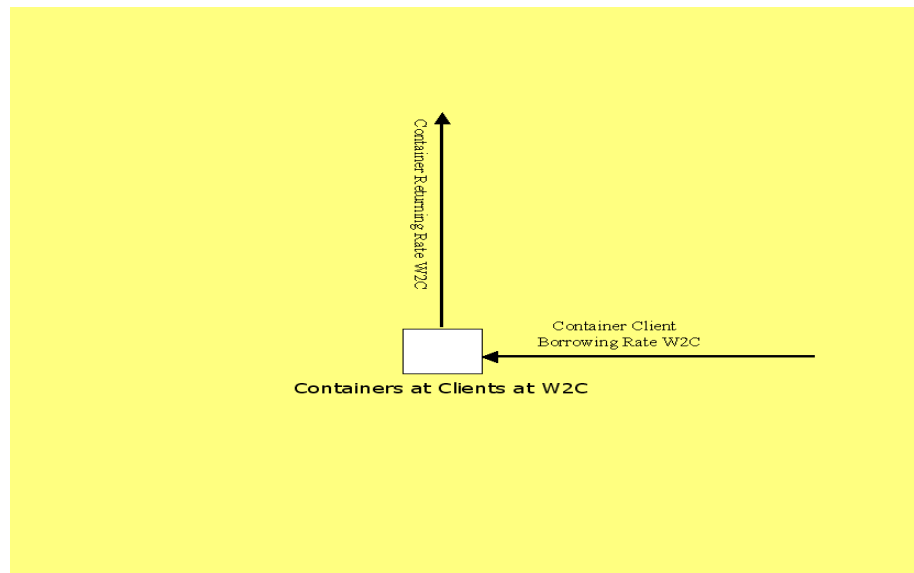 Container Returning Rate W2C
Container Client
Borrowing Rate W2C
Containers at Clients at W2C